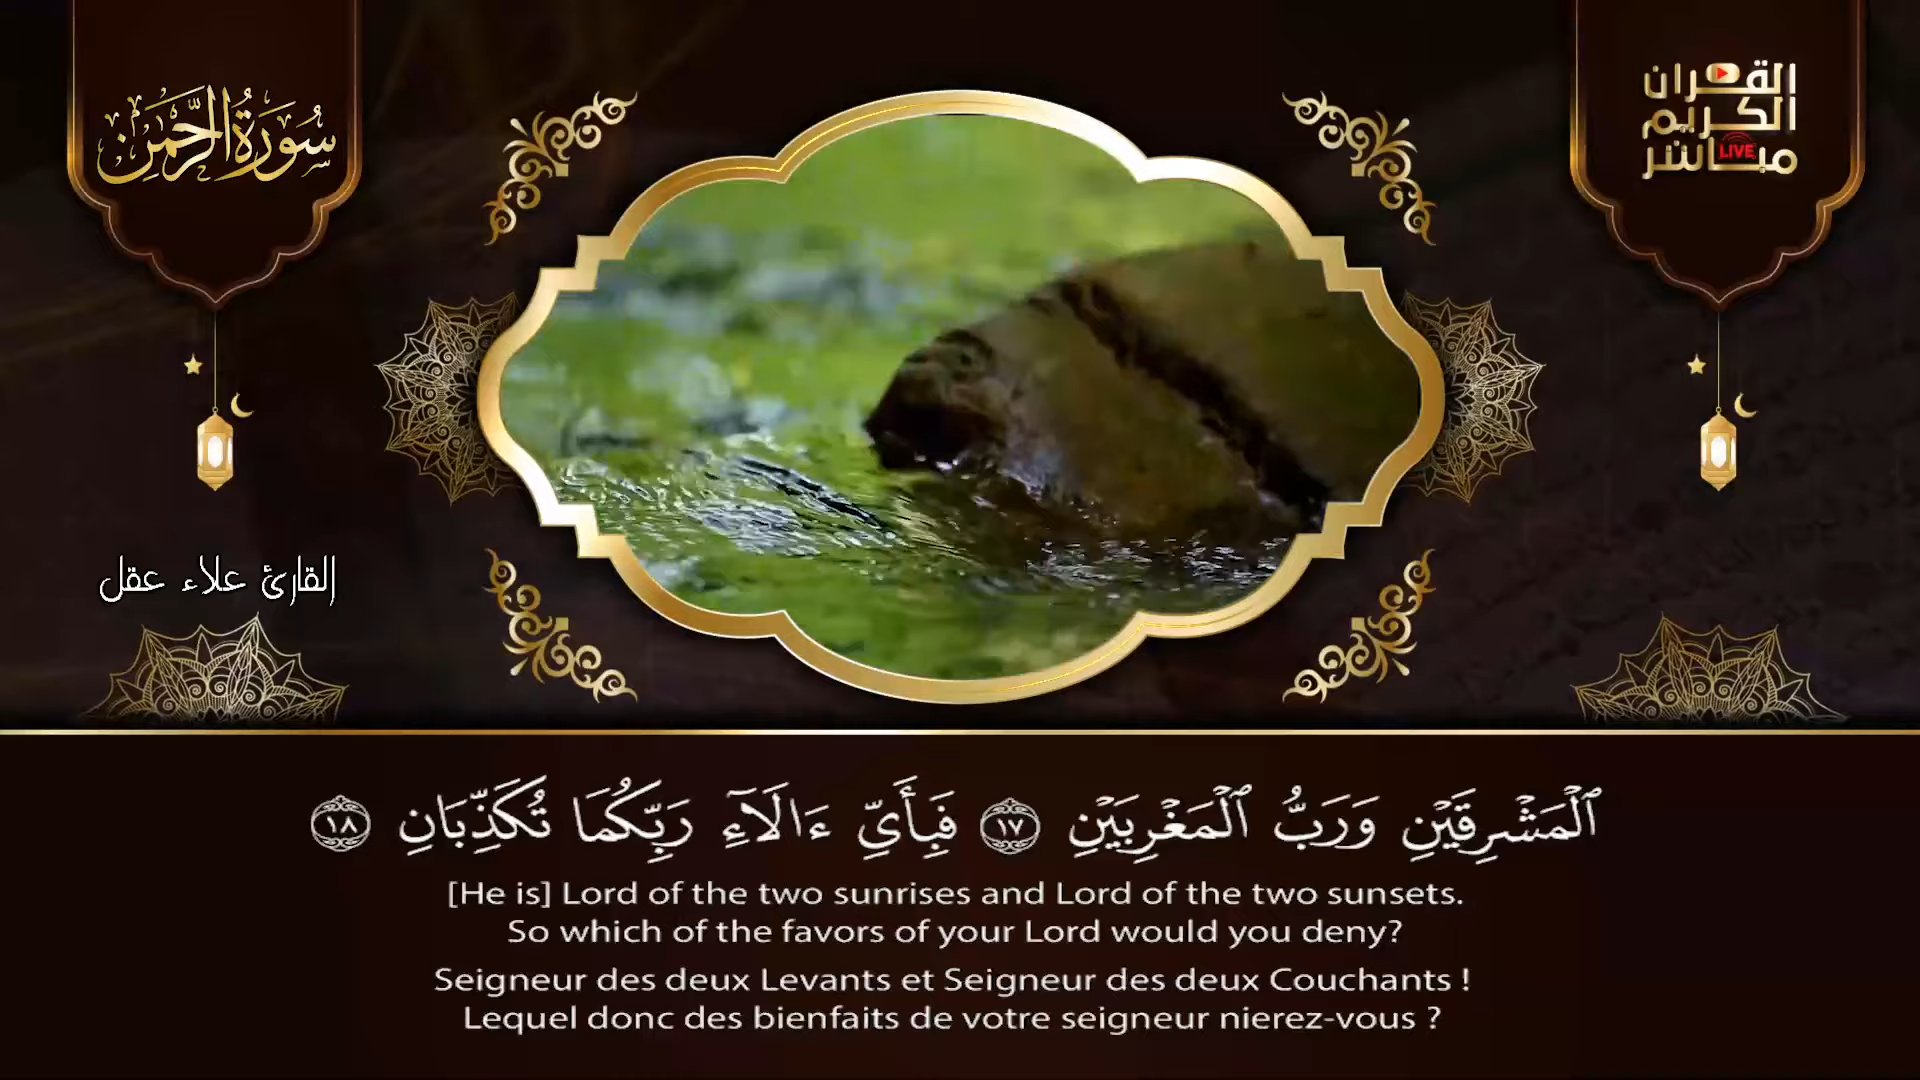 سُورَةُ الرَّحْمَن
القرآن
الكريم
مباشر
LIVE
القارئ علاء عقل
ٱلْمَشْرِقَيْنِ وَرَبُّ ٱلْمَغْرِبَيْنِ ١٧ فَبِأَيِّ ءَالَآءِ رَبِّكُمَا تُكَذِّبَانِ ١٨
[He is] Lord of the two sunrises and Lord of the two sunsets.
So which of the favors of your Lord would you deny?
Seigneur des deux Levants et Seigneur des deux Couchants !
Lequel donc des bienfaits de votre seigneur nierez-vous ?